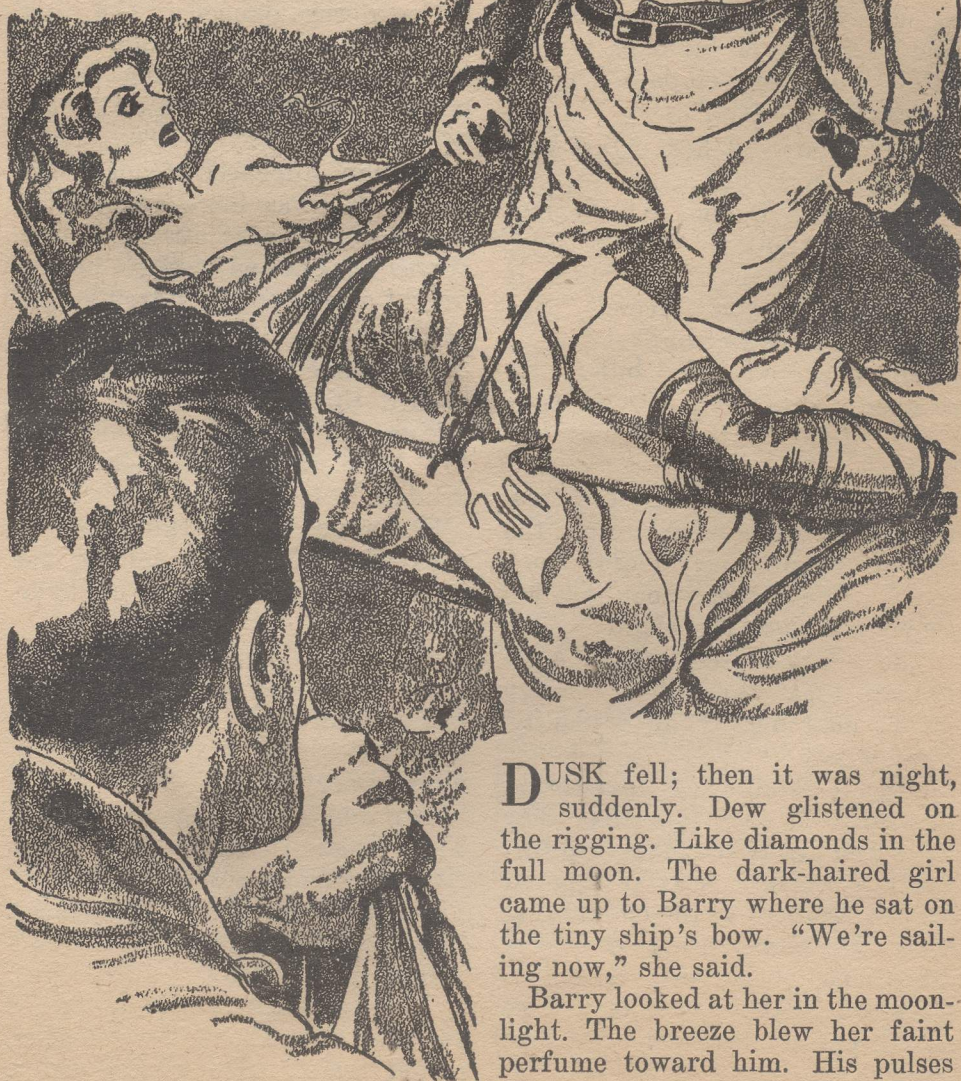 DUSK fell; then it was night,
suddenly. Dew glistened on
the rigging. Like diamonds in the
full moon. The dark-haired girl
came up to Barry where he sat on
the tiny ship's bow. “We're sail-
ing now,” she said.
Barry looked at her in the moon-
light. The breeze blew her faint
perfume toward him. His pulses